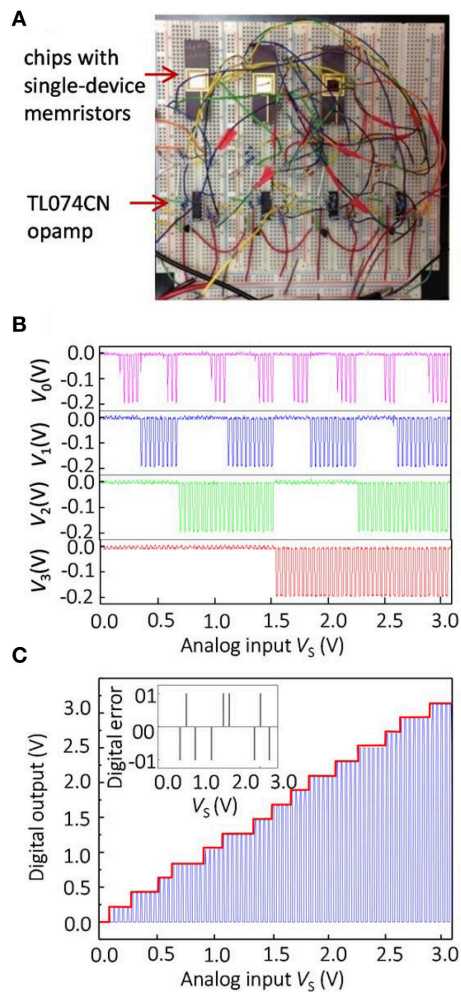 A
chips with
single-device
memristors
TL074CN
opamp
B
V0(V)
0.0
-0.1
-0.2
V1(V)
0.0
-0.1
-0.2
V2(V)
0.0
-0.1
-0.2
V3(V)
0.0
-0.1
-0.2
0.0 0.5 1.0 1.5 2.0 2.5 3.0
Analog input VS (V)
C
Digital output (V)
3.0
2.5
2.0
1.5
1.0
0.5
0.0
Digital error
01
00
-01
0.0 1.0 2.0 3.0
VS (V)
0.0 0.5 1.0 1.5 2.0 2.5 3.0
Analog input VS (V)